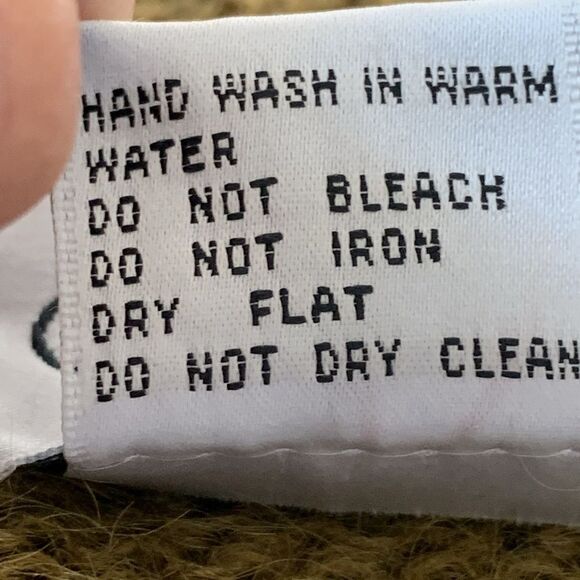 HAND WASH IN WARM
WATER
DO NOT BLEACH
DO NOT IRON
DRY FLAT
DO NOT DRY CLEAN